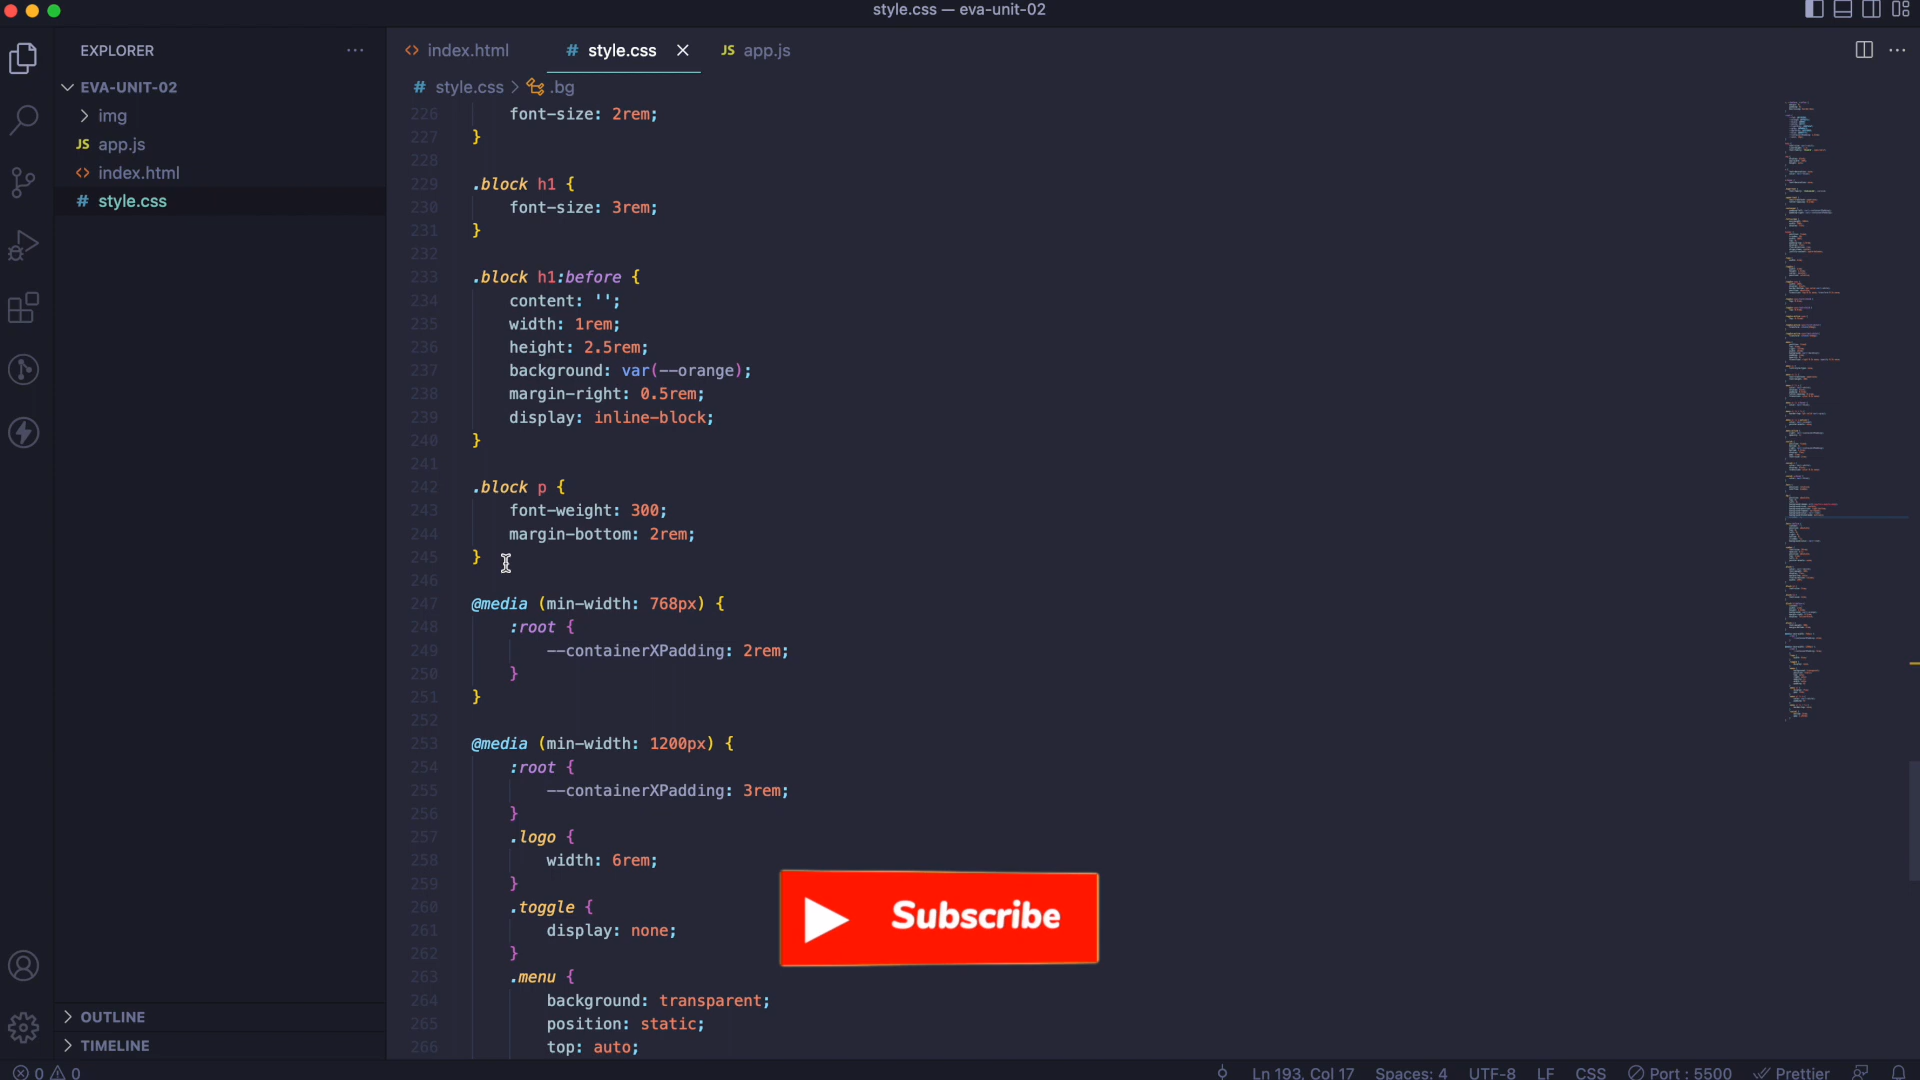 style.css — eva-unit-02
EXPLORER
EVA-UNIT-02
img
JS app.js
<> index.html
# style.css
OUTLINE
TIMELINE
<> index.html
# style.css
JS app.js
# style.css > .bg
226 font-size: 2rem;
227 }
228
229 .block h1 {
230 font-size: 3rem;
231 }
232
233 .block h1:before {
234 content: '';
235 width: 1rem;
236 height: 2.5rem;
237 background: var(--orange);
238 margin-right: 0.5rem;
239 display: inline-block;
240 }
241
242 .block p {
243 font-weight: 300;
244 margin-bottom: 2rem;
245 }
246
247 @media (min-width: 768px) {
248 :root {
249 --containerXPadding: 2rem;
250 }
251 }
252
253 @media (min-width: 1200px) {
254 :root {
255 --containerXPadding: 3rem;
256 }
257 .logo {
258 width: 6rem;
259 }
260 .toggle {
261 display: none;
262 }
263 .menu {
264 background: transparent;
265 position: static;
266 top: auto;
Subscribe
0 0
Ln 193, Col 17 Spaces: 4 UTF-8 LF CSS Port : 5500 Prettier